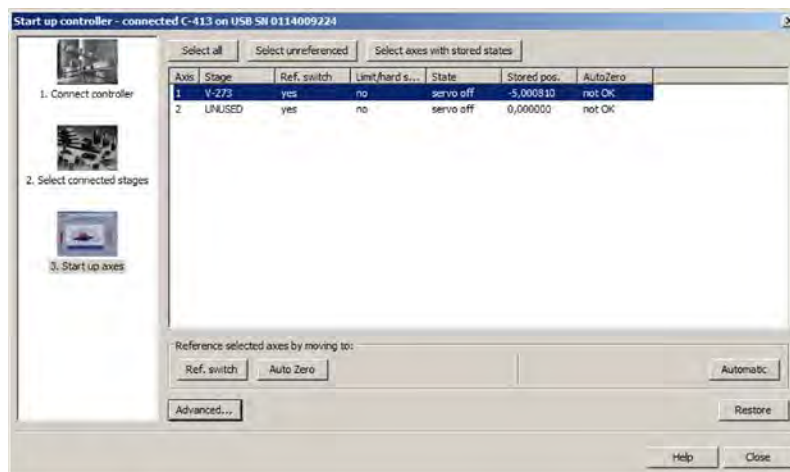 Start up controller - connected C-413 on USB SN 0114009224
Select all Select unreferenced Select axes with stored states
Axis Stage Ref. switch Limit/hard s... State Stored pos. AutoZero
1 V-273 yes no servo off -5,000810 not OK
2 UNUSED yes no servo off 0,000000 not OK
1. Connect controller
2. Select connected stages
3. Start up axes
Reference selected axes by moving to:
Ref. switch Auto Zero Automatic
Advanced... Restore
Help Close